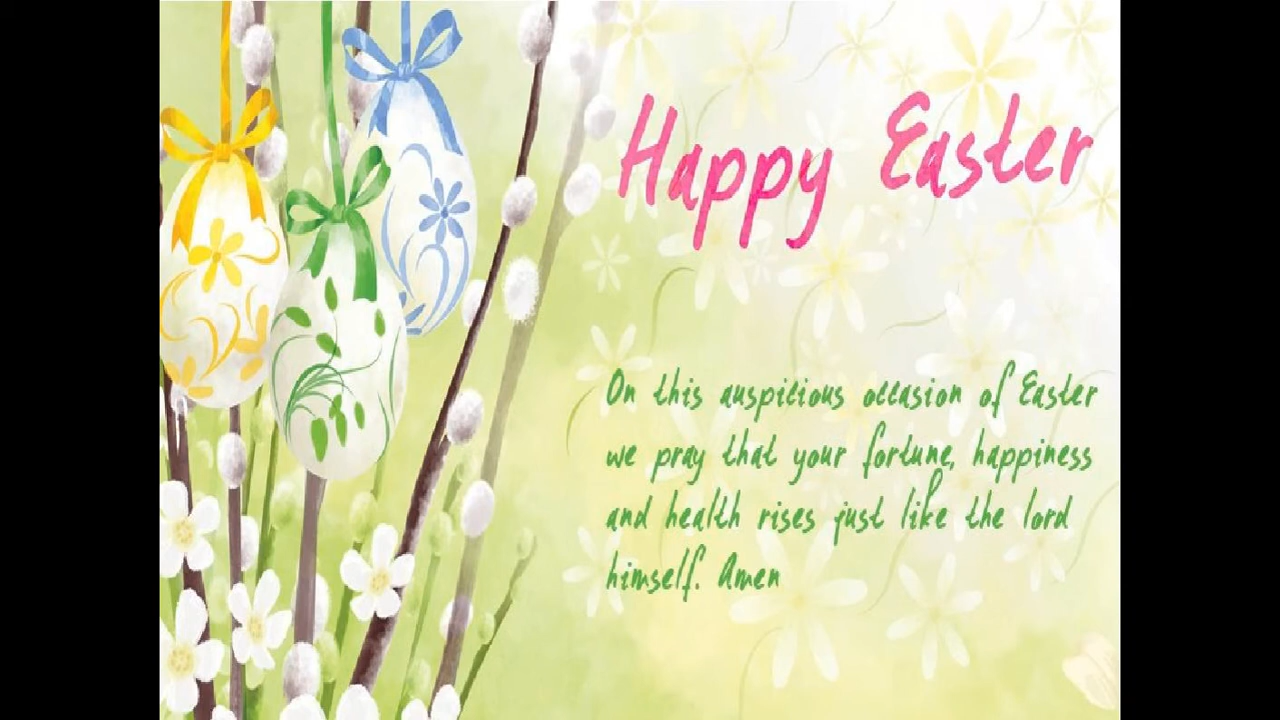 Happy Easter
On this auspicious occasion of Easter
we pray that your fortune, happiness
and health rises just like the lord
himself. Amen